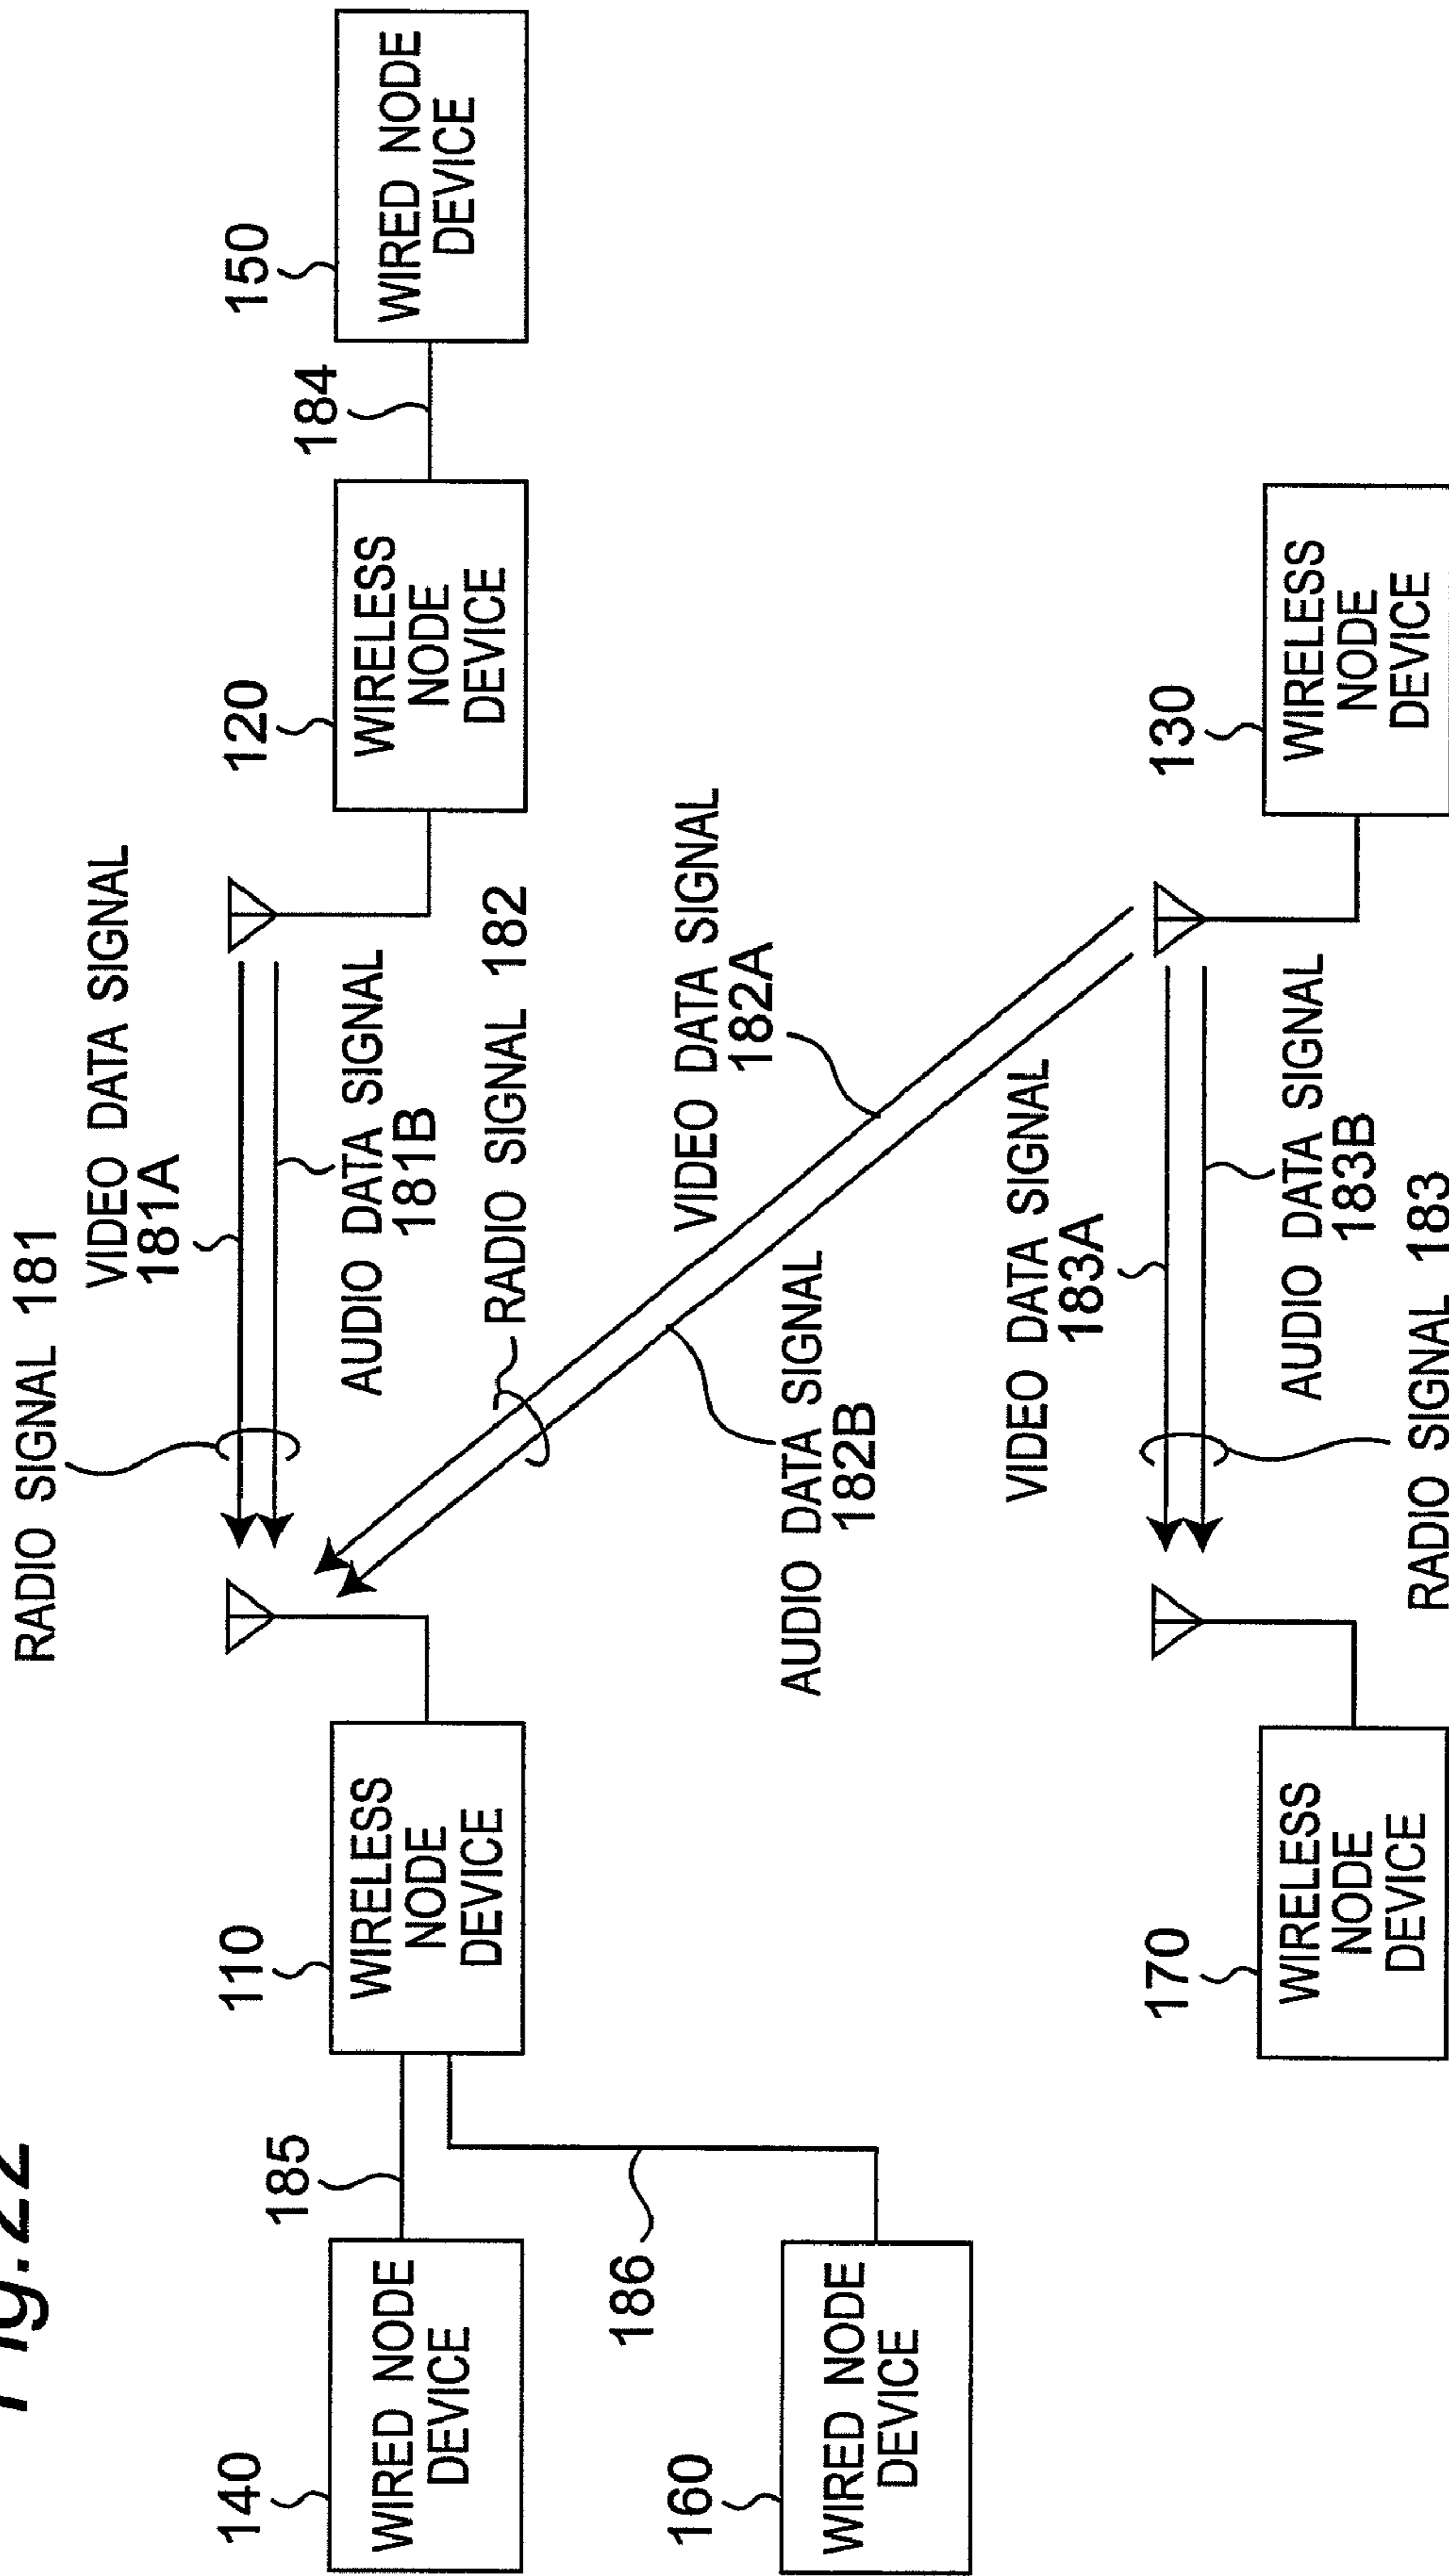 Fig.22
RADIO SIGNAL 181
VIDEO DATA SIGNAL
181A
140
110
120
150
185
184
WIRED NODE
DEVICE
WIRELESS
NODE
DEVICE
AUDIO DATA SIGNAL
181B
WIRELESS
NODE
DEVICE
WIRED NODE
DEVICE
RADIO SIGNAL 182
186
VIDEO DATA SIGNAL
182A
160
AUDIO DATA SIGNAL
182B
WIRED NODE
DEVICE
VIDEO DATA SIGNAL
183A
170
130
WIRELESS
NODE
DEVICE
AUDIO DATA SIGNAL
183B
WIRELESS
NODE
DEVICE
RADIO SIGNAL 183